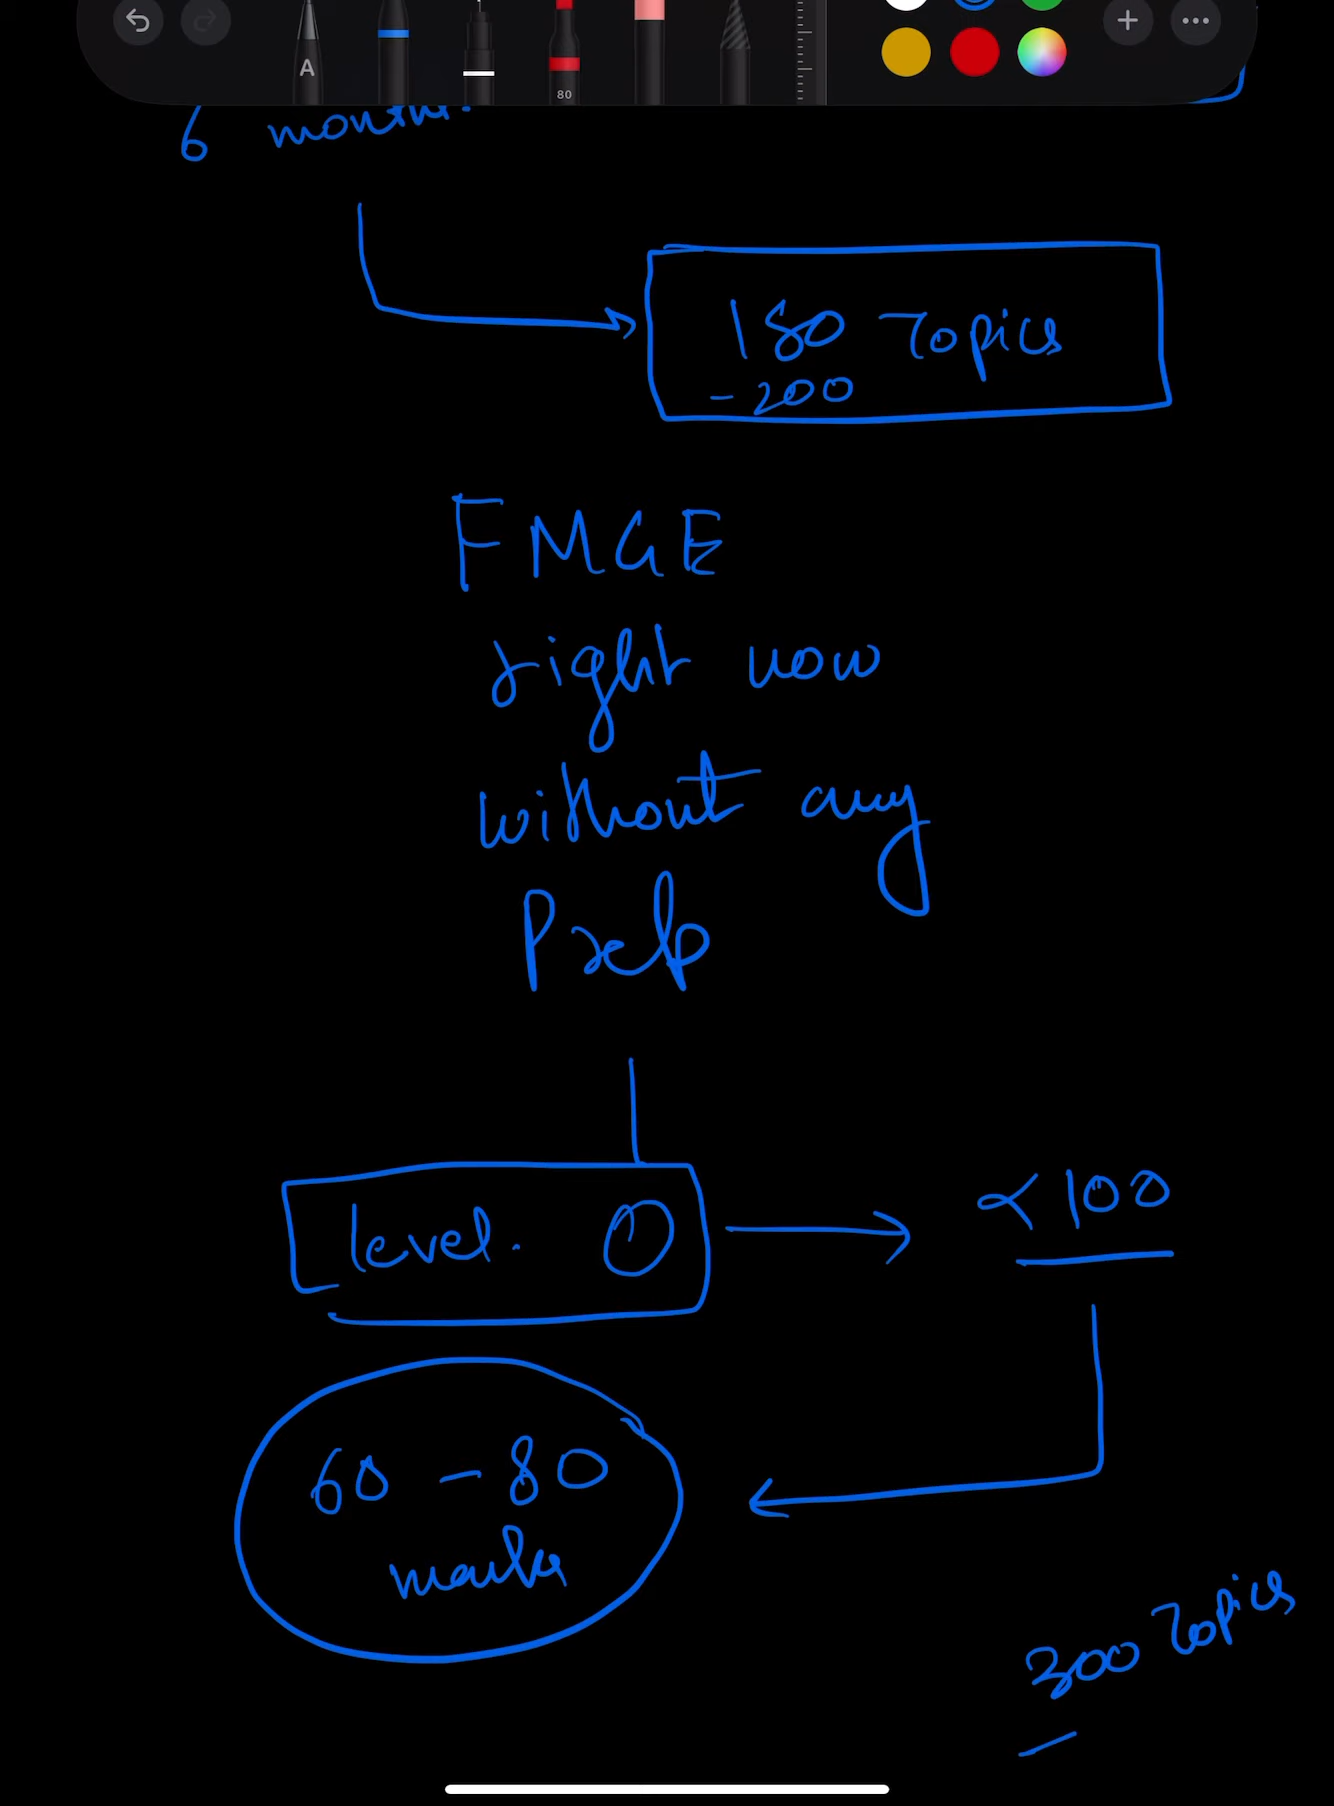 A
80
6 months.
180 Topics
- 200
FMGE
right now
without any
Prep
level. 0
< 100
60 - 80
marks
300 Topics